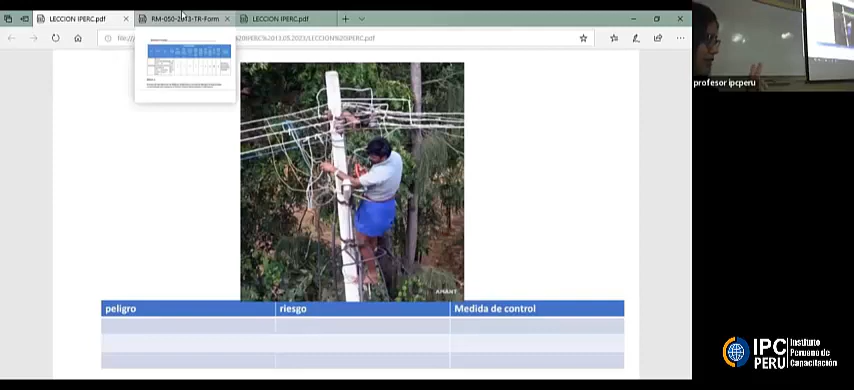 LECCION IPERC.pdf
RM-050-2013-TR-Form
LECCION IPERC.pdf
profesor ipcperu
AMANT
peligro riesgo Medida de control
IPC PERU
Instituto
Peruano de
Capacitación